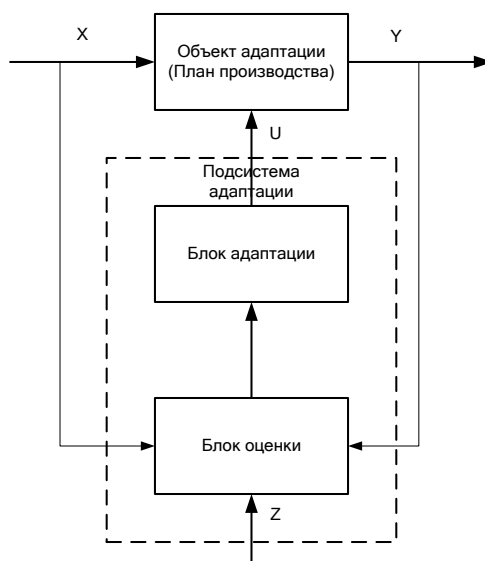 X
Y
Объект адаптации
(План производства)
U
Подсистема
адаптации
Блок адаптации
Блок оценки
Z